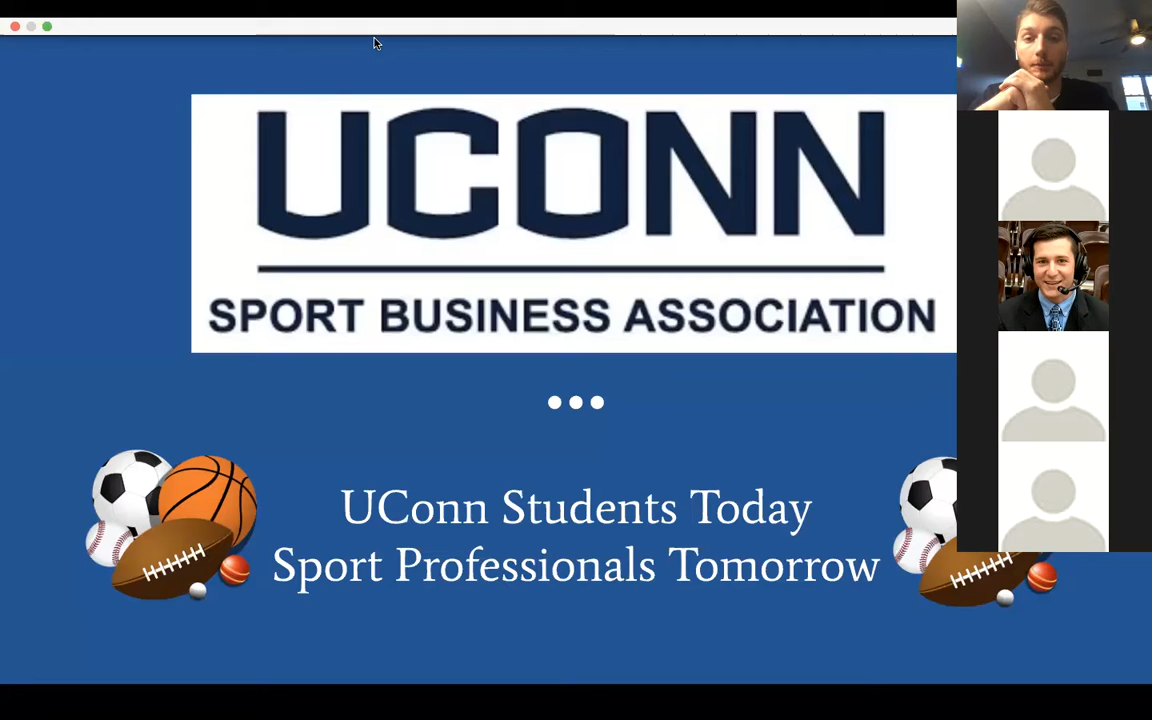 UCONN
SPORT BUSINESS ASSOCIATION
UConn Students Today
Sport Professionals Tomorrow